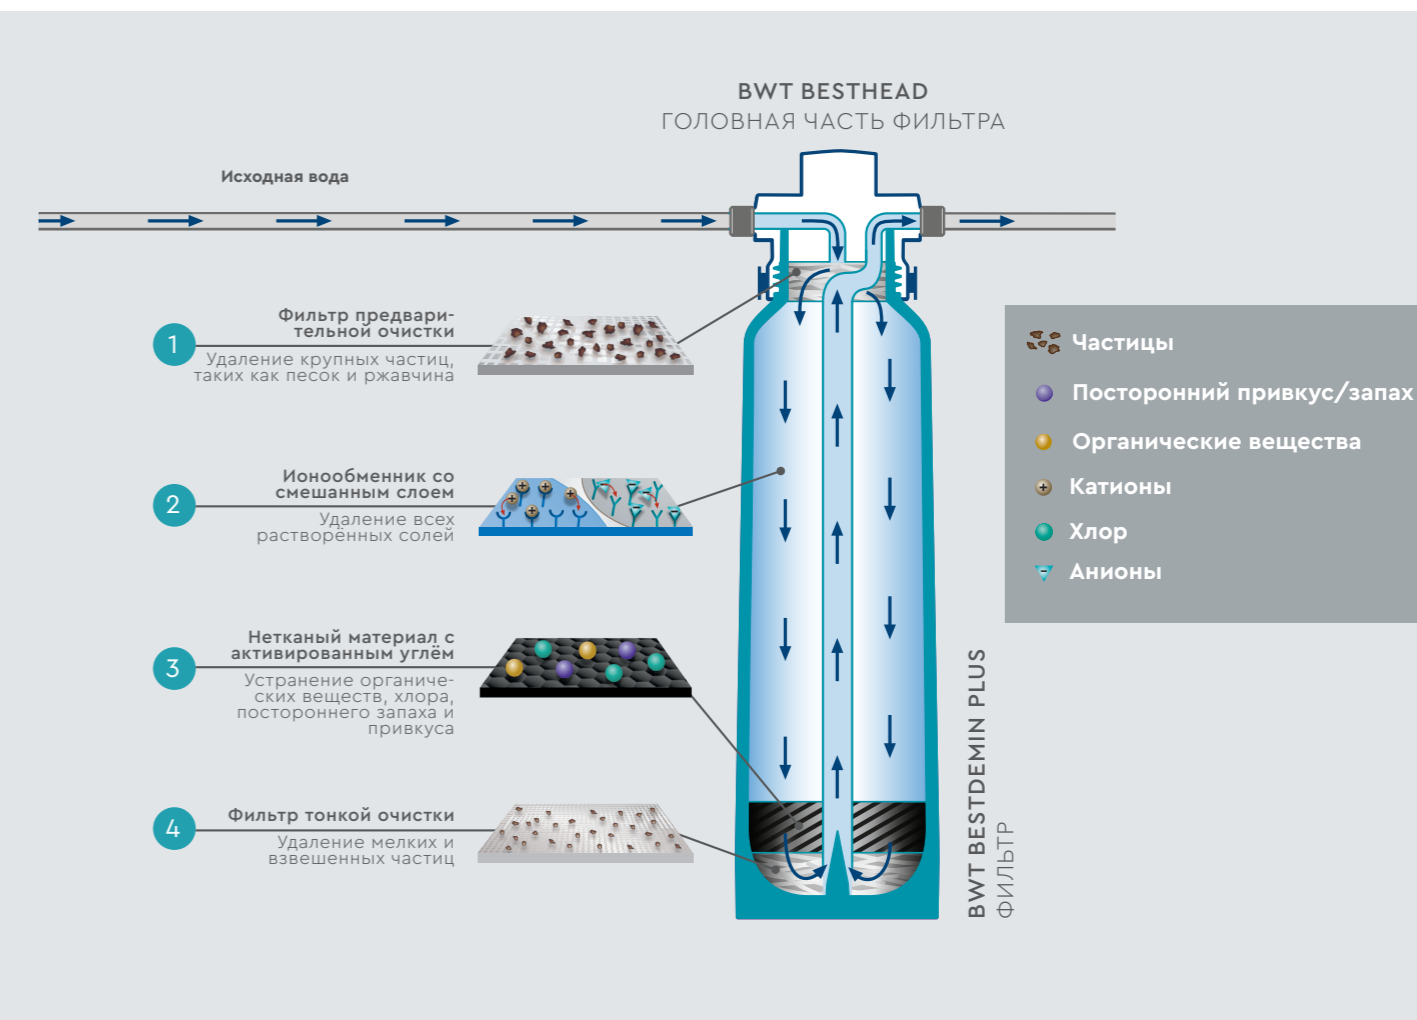 BWT BESTHEAD
ГОЛОВНАЯ ЧАСТЬ ФИЛЬТРА
Исходная вода
1
Фильтр предвари-
тельной очистки
Удаление крупных частиц,
таких как песок и ржавчина
2
Ионообменник со
смешанным слоем
Удаление всех
растворённых солей
3
Нетканый материал с
активированным углём
Устранение органиче-
ских веществ, хлора,
постороннего запаха и
привкуса
4
Фильтр тонкой очистки
Удаление мелких и
взвешенных частиц
Частицы
Посторонний привкус/запах
Органические вещества
Катионы
Хлор
Анионы
BWT BESTDEMIN PLUS
ФИЛЬТР